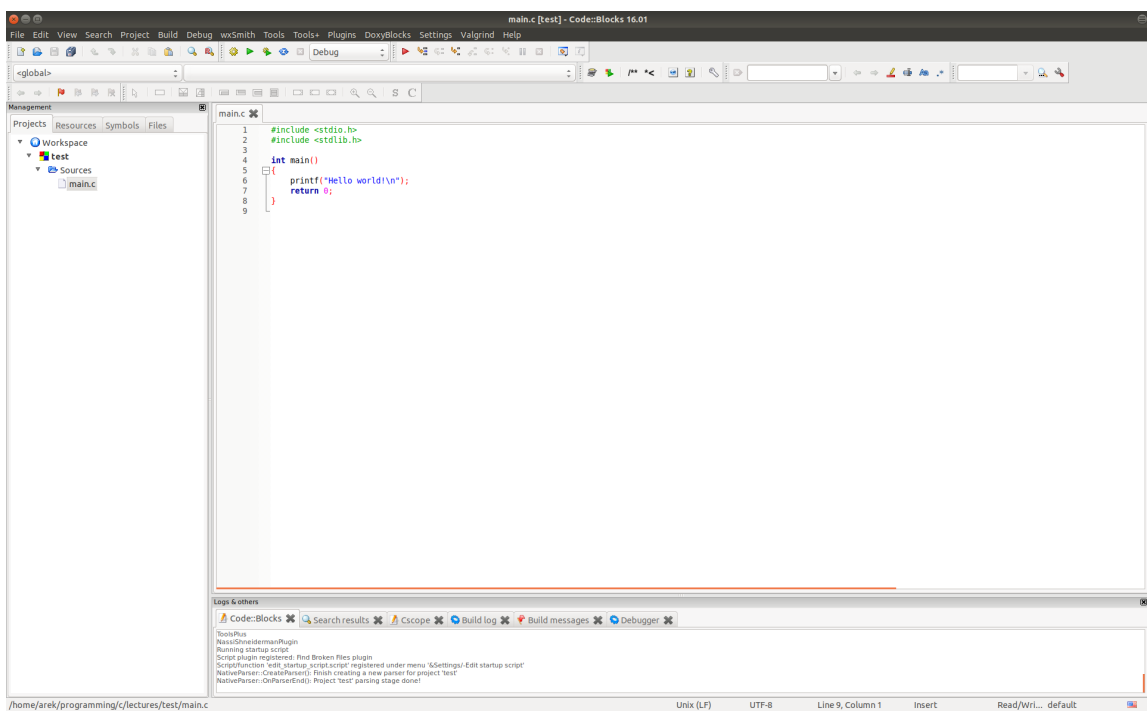 main.c [test] - Code::Blocks 16.01
File Edit View Search Project Build Debug wxSmith Tools Tools+ Plugins DoxyBlocks Settings Valgrind Help
Debug
<global>
/** *<
S C
Management
Projects Resources Symbols Files
main.c
Workspace
test
Sources
main.c
1 #include <stdio.h>
2 #include <stdlib.h>
3
4 int main()
5 {
6 printf("Hello world!\n");
7 return 0;
8 }
9
Logs & others
Code::Blocks Search results Cscope Build log Build messages Debugger
ToolsPlus
NassiShneidermanPlugin
Running startup script
Script plugin registered: Find Broken Files plugin
Script/function 'edit_startup_script.script' registered under menu '&Settings/-Edit startup script'
NativeParser::CreateParser(): Finish creating a new parser for project 'test'
NativeParser::OnParserEnd(): Project 'test' parsing stage done!
/home/arek/programming/c/lectures/test/main.c Unix (LF) UTF-8 Line 9, Column 1 Insert Read/Wri... default